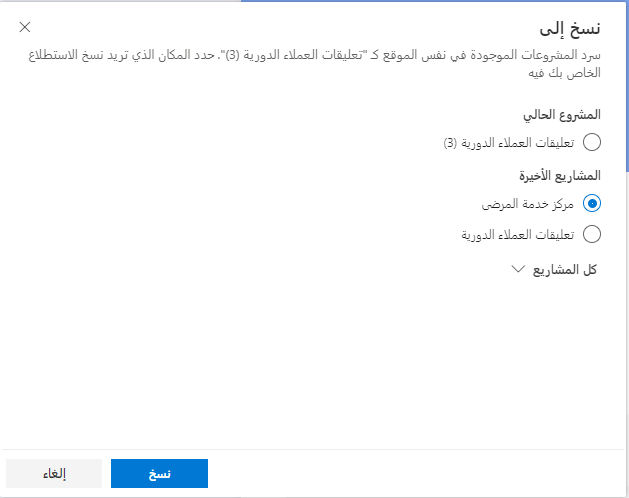 نسخ إلى
سرد المشروعات الموجودة في نفس الموقع كـ "تعليقات العملاء الدورية (3)". حدد المكان الذي تريد نسخ الاستطلاع
الخاص بك فيه
المشروع الحالي
تعليقات العملاء الدورية (3)
المشاريع الأخيرة
مركز خدمة المرضى
تعليقات العملاء الدورية
كل المشاريع
نسخ
إلغاء